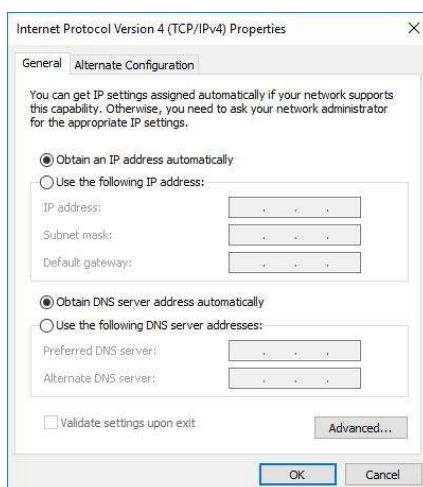 Internet Protocol Version 4 (TCP/IPv4) Properties
General
Alternate Configuration
You can get IP settings assigned automatically if your network supports
this capability. Otherwise, you need to ask your network administrator
for the appropriate IP settings.
Obtain an IP address automatically
Use the following IP address:
IP address:
Subnet mask:
Default gateway:
Obtain DNS server address automatically
Use the following DNS server addresses:
Preferred DNS server:
Alternate DNS server:
Validate settings upon exit
Advanced...
OK
Cancel